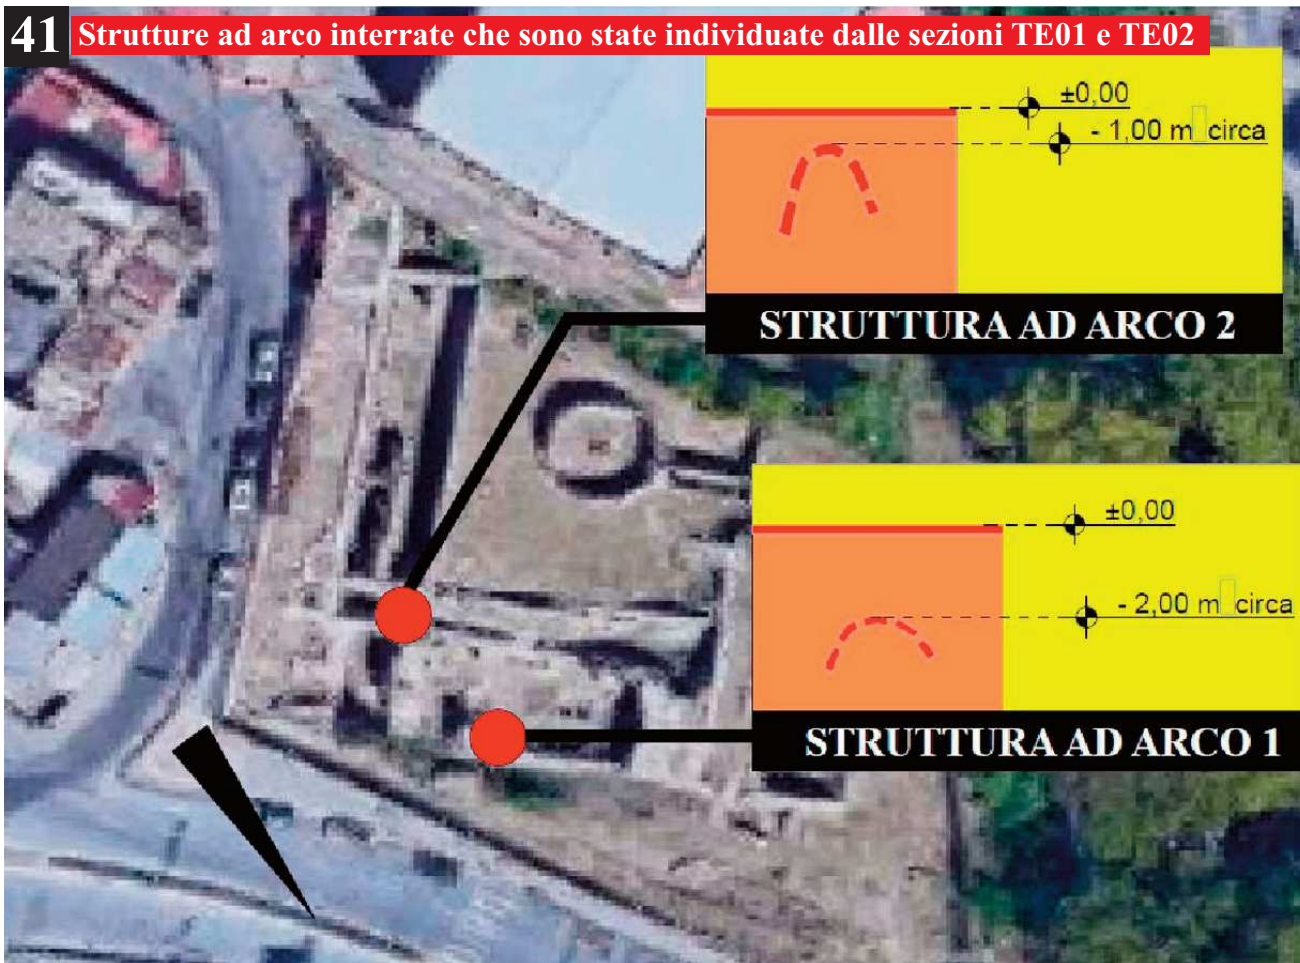 41 Strutture ad arco interrate che sono state individuate dalle sezioni TE01 e TE02
±0,00
- 1,00 m circa
STRUTTURA AD ARCO 2
±0,00
- 2,00 m circa
STRUTTURA AD ARCO 1